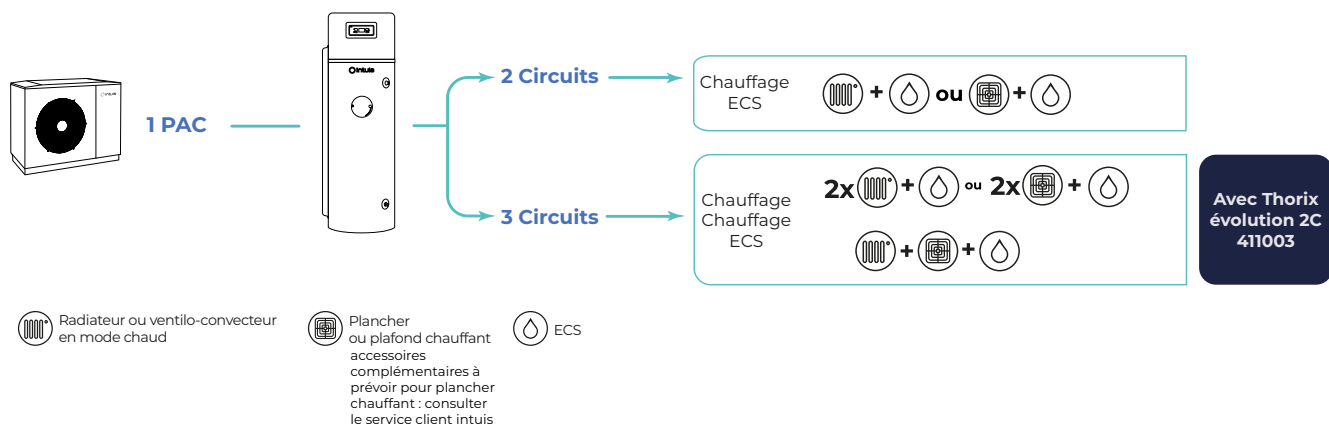 intuis
1 PAC
intuis
2 Circuits
Chauffage
ECS
+ ou +
3 Circuits
Chauffage
Chauffage
ECS
2x + ou 2x +
+ +
Avec Thorix
évolution 2C
411003
Radiateur ou ventilo-convecteur
en mode chaud
Plancher
ou plafond chauffant
accessoires
complémentaires à
prévoir pour plancher
chauffant : consulter
le service client intuis
ECS